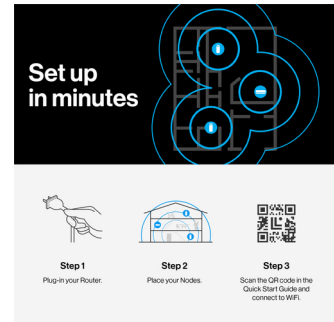 Set up
in minutes
Step 1
Plug-in your Router.
Step 2
Place your Nodes.
Step 3
Scan the QR code in the
Quick Start Guide and
connect to WiFi.